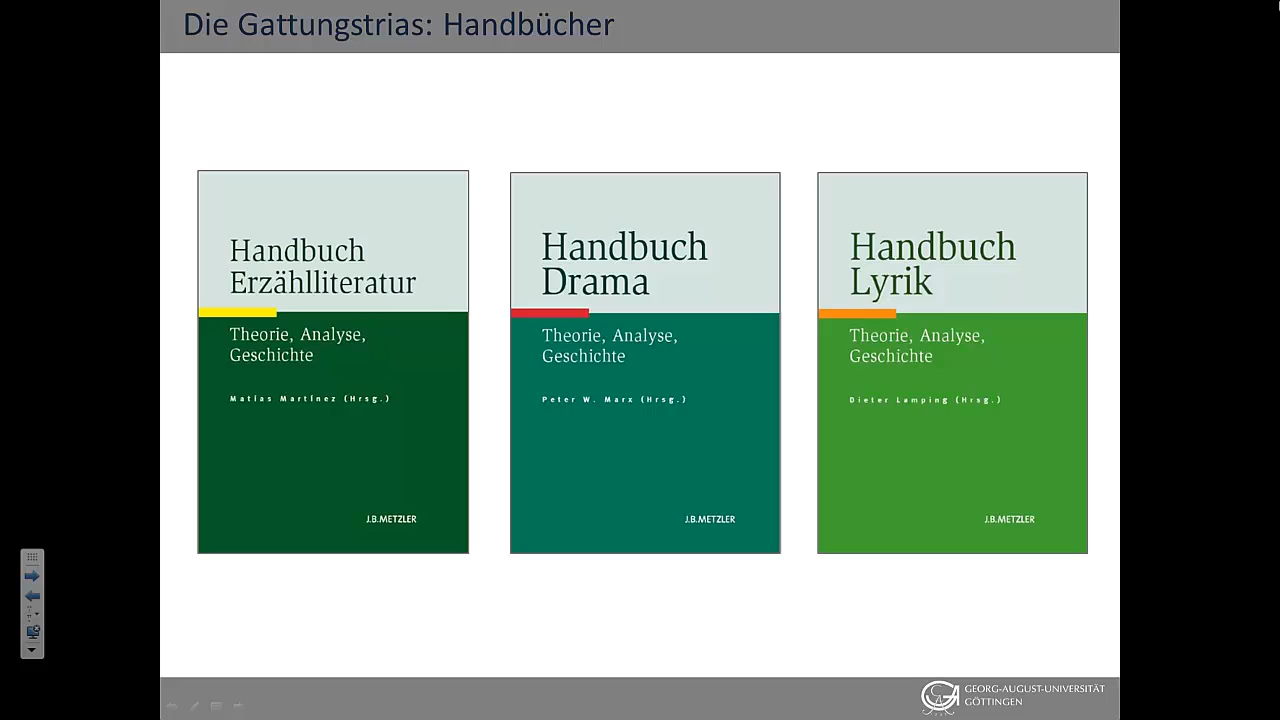 Die Gattungstrias: Handbücher
Handbuch
Erzählliteratur
Theorie, Analyse,
Geschichte
Matías Martínez (Hrsg.)
J.B.METZLER
Handbuch
Drama
Theorie, Analyse,
Geschichte
Peter W. Marx (Hrsg.)
J.B.METZLER
Handbuch
Lyrik
Theorie, Analyse,
Geschichte
Dieter Lamping (Hrsg.)
J.B.METZLER
GEORG-AUGUST-UNIVERSITÄT
GÖTTINGEN